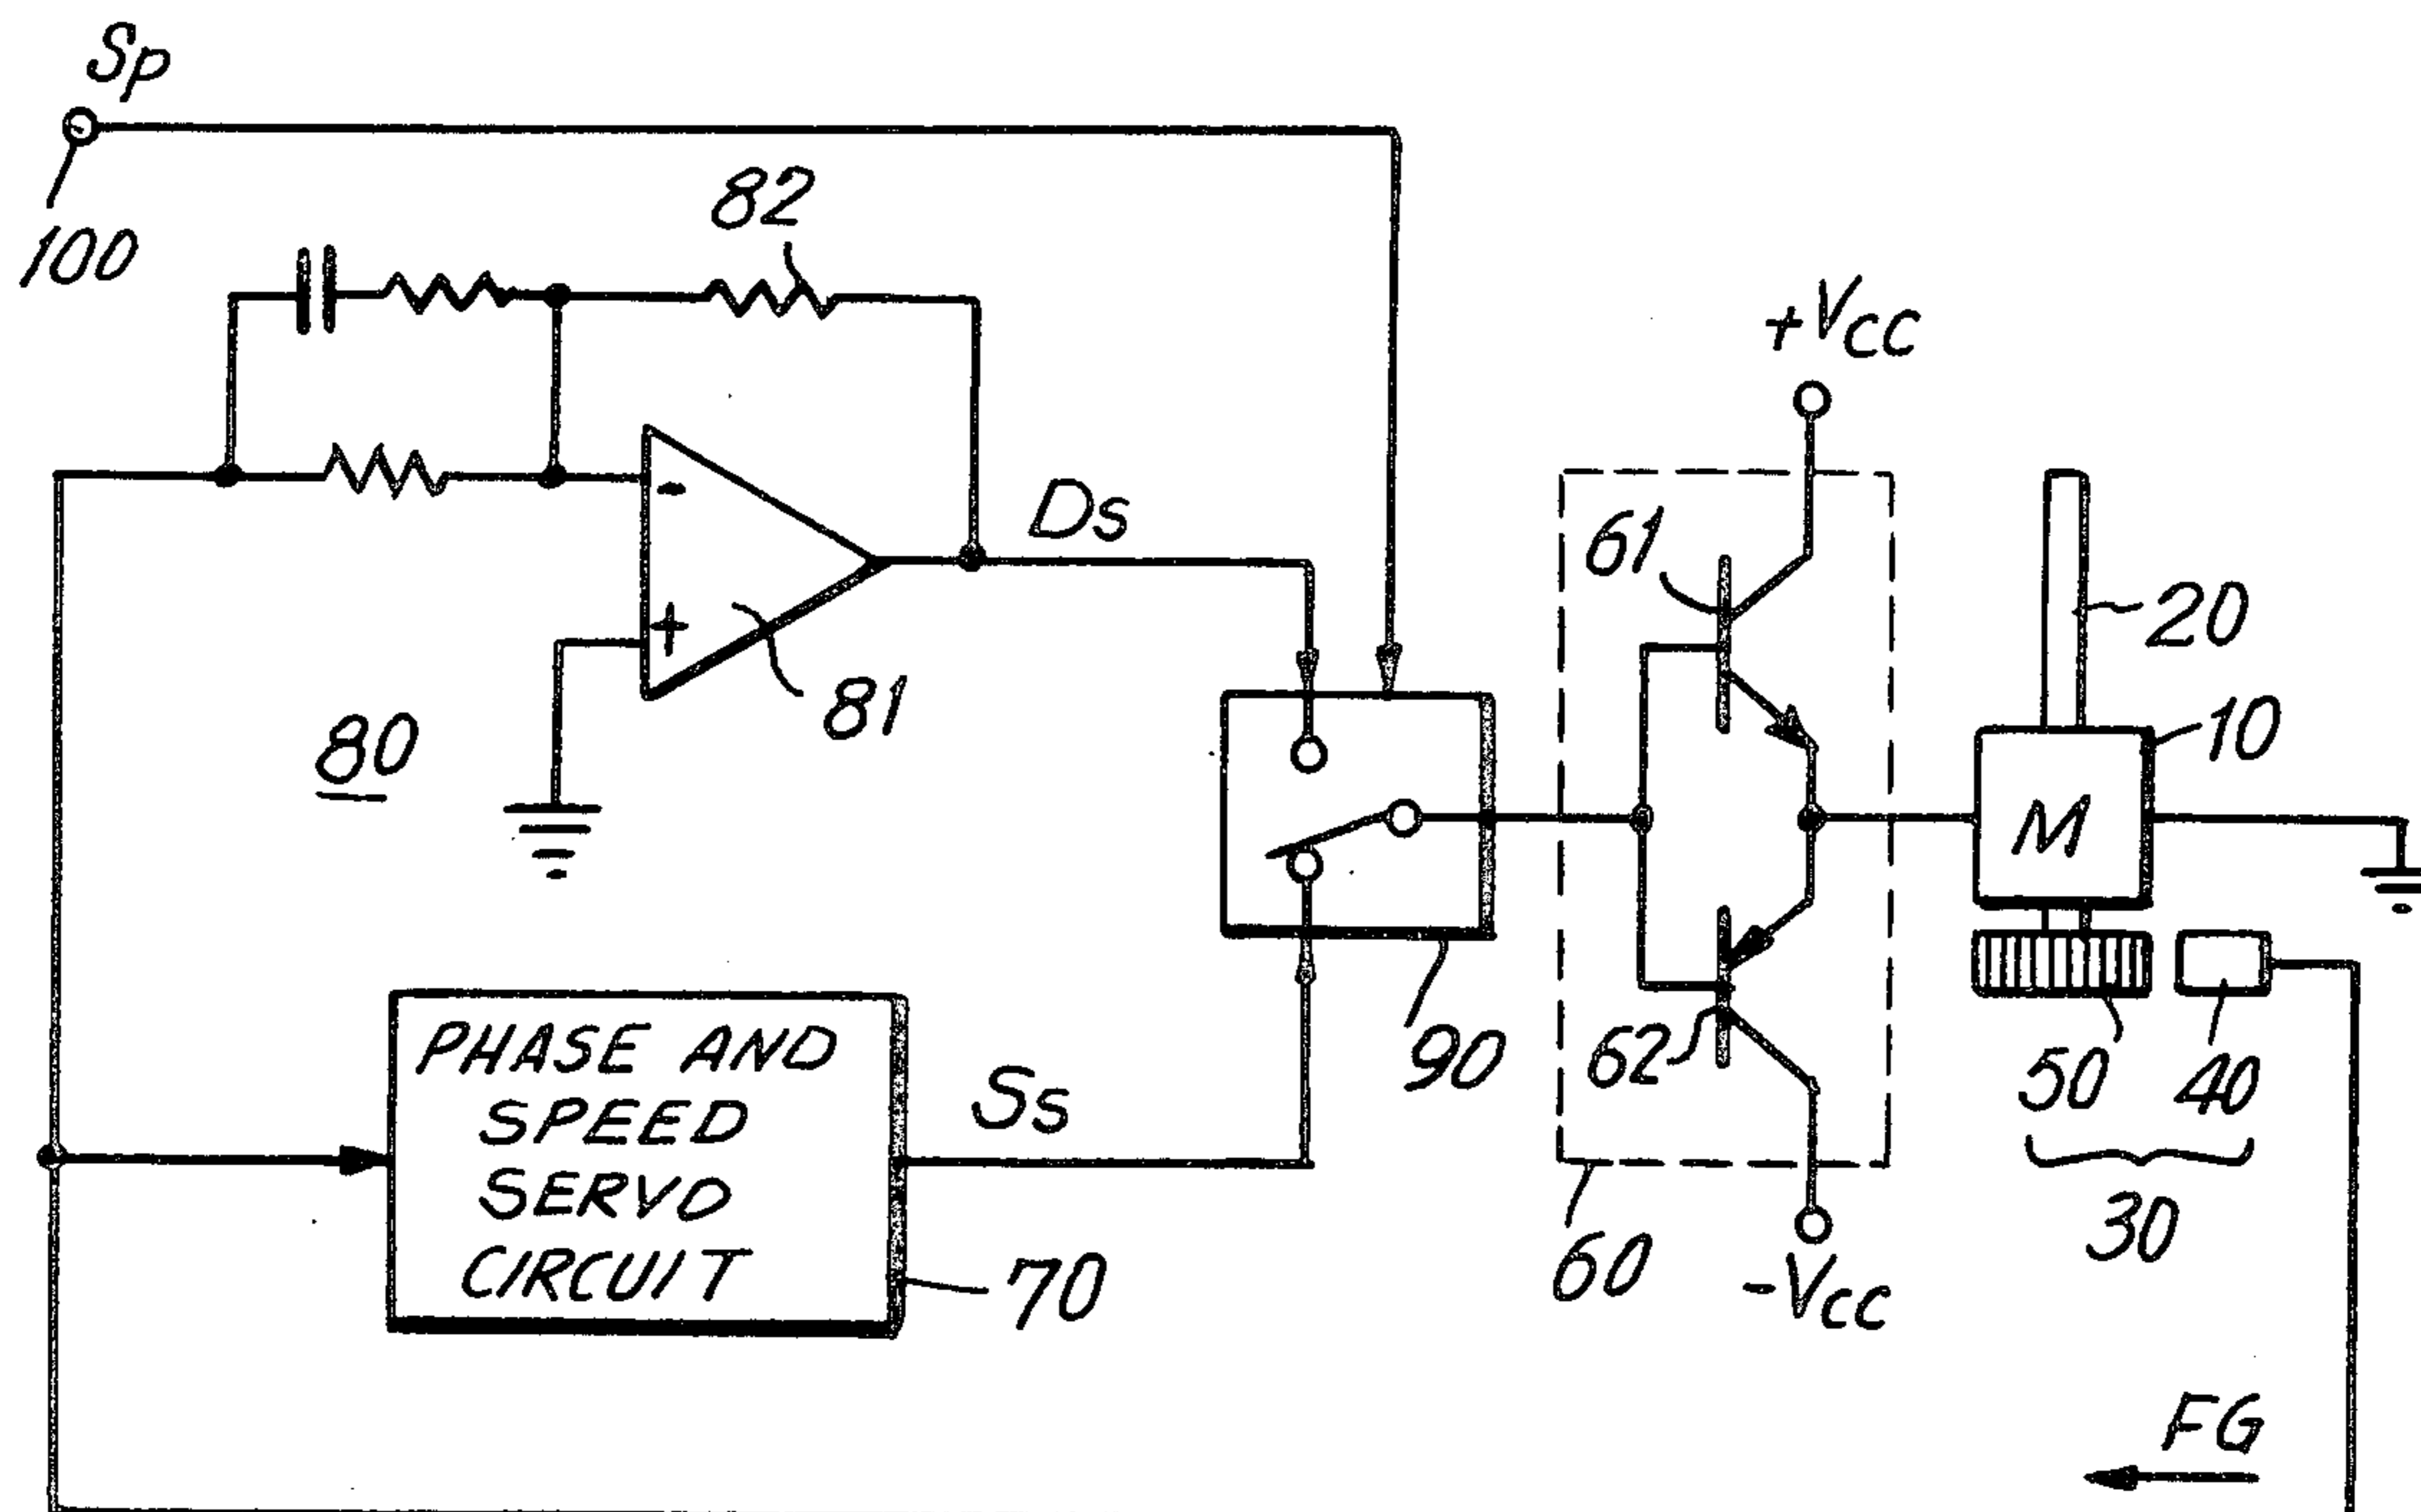 Sp
100
82
+Vcc
61
Ds
20
-
+
81
10
80
M
90
62
50
40
PHASE AND
SPEED
SERVO
CIRCUIT
Ss
70
60
30
-Vcc
FG